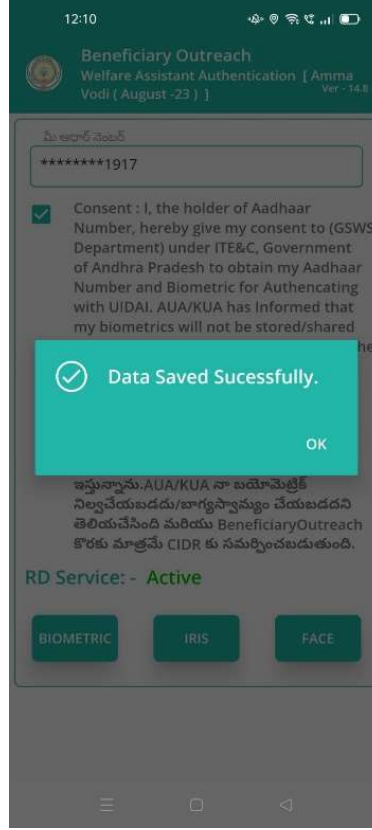 12:10
Beneficiary Outreach
Welfare Assistant Authentication [ Amma
Vodi ( August -23 ) ]
Ver - 14.8
మీ ఆధార్ నెంబర్
********1917
Consent : I, the holder of Aadhaar
Number, hereby give my consent to (GSWS
Department) under ITE&C, Government
of Andhra Pradesh to obtain my Aadhaar
Number and Biometric for Authencating
with UIDAI. AUA/KUA has Informed that
my biometrics will not be stored/shared
he
Data Saved Sucessfully.
OK
ఇస్తున్నాను.AUA/KUA నా బయోమెట్రిక్
నిల్వచేయబడదు/బాగ్యస్వామ్యం చేయబడదని
తెలియచేసింది మరియు BeneficiaryOutreach
కొరకు మాత్రమే CIDR కు సమర్పించబడుతుంది.
RD Service: - Active
BIOMETRIC
IRIS
FACE